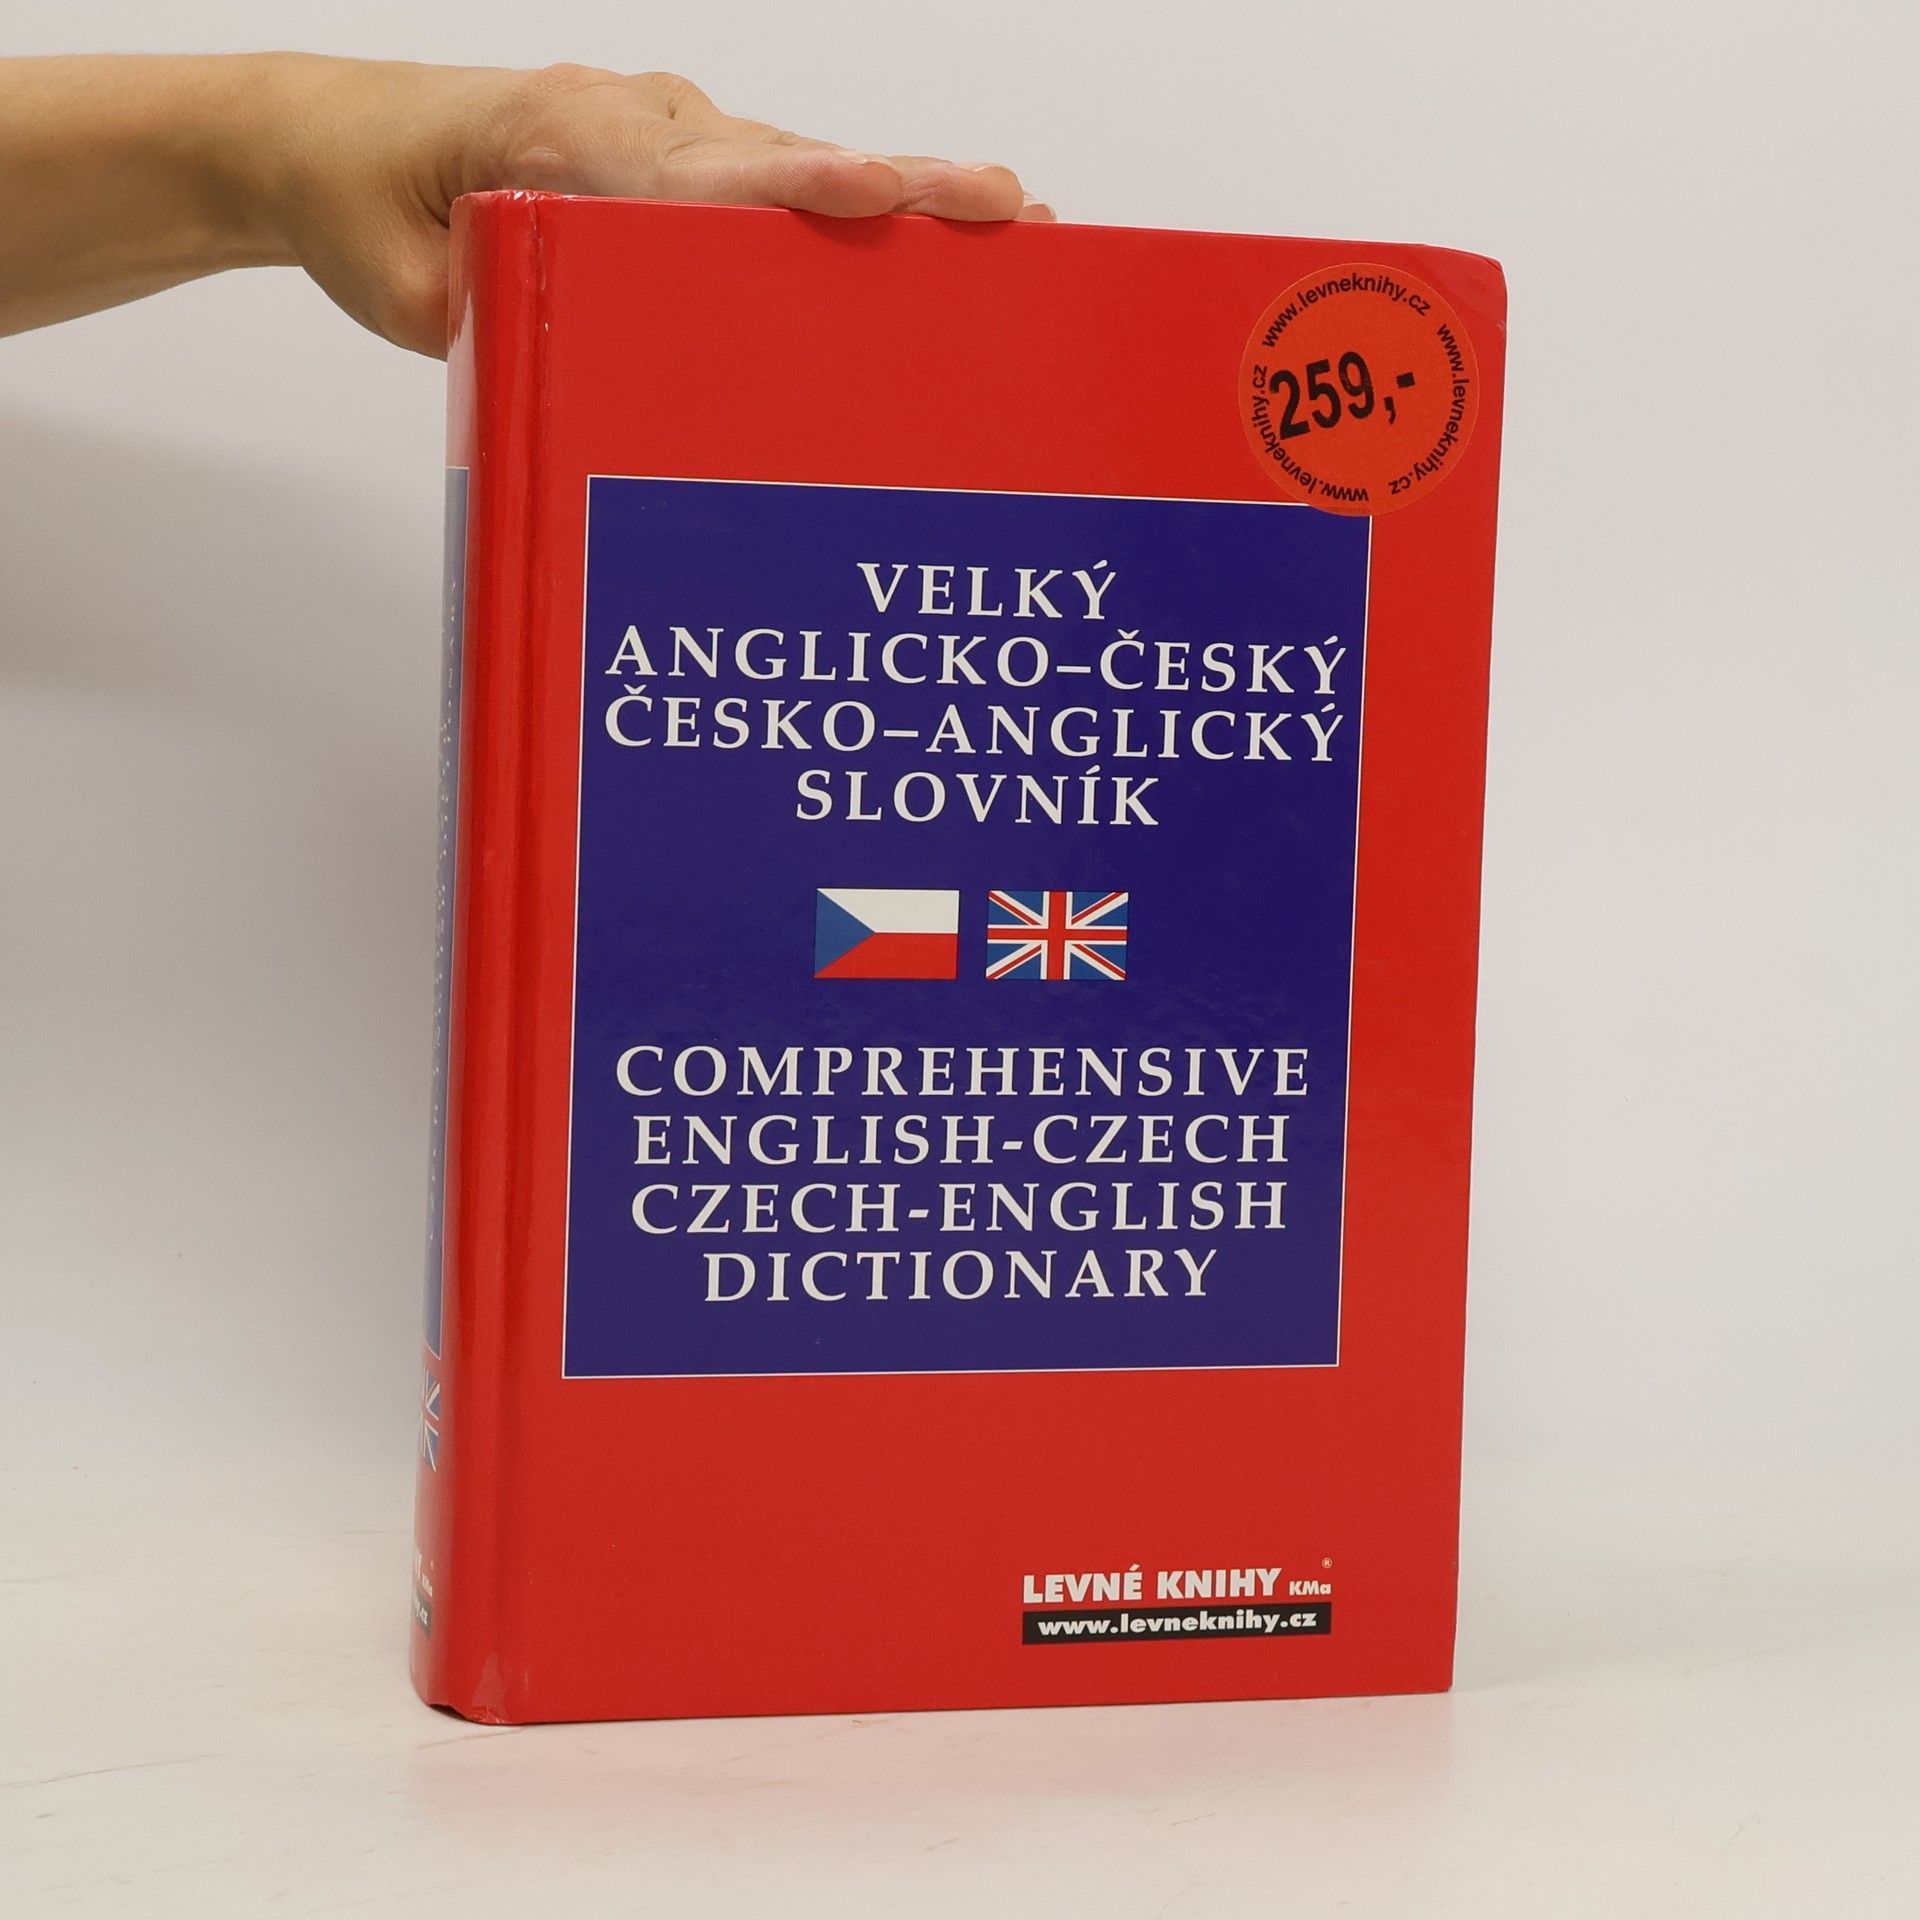 www.levneknihy.cz www.levneknihy.cz www.levneknihy.cz
259,-
VELKÝ
ANGLICKO–ČESKÝ
ČESKO–ANGLICKÝ
SLOVNÍK
COMPREHENSIVE
ENGLISH-CZECH
CZECH-ENGLISH
DICTIONARY
LEVNÉ KNIHY KMa ®
www.levneknihy.cz